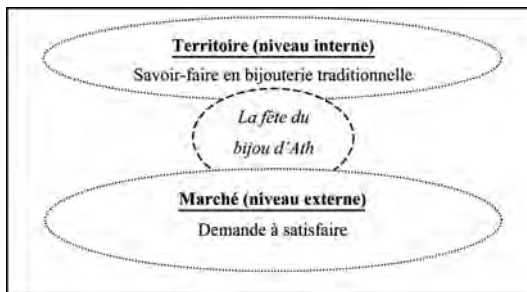 Territoire (niveau interne)
Savoir-faire en bijouterie traditionnelle
La fête du
bijou d'Ath
Marché (niveau externe)
Demande à satisfaire